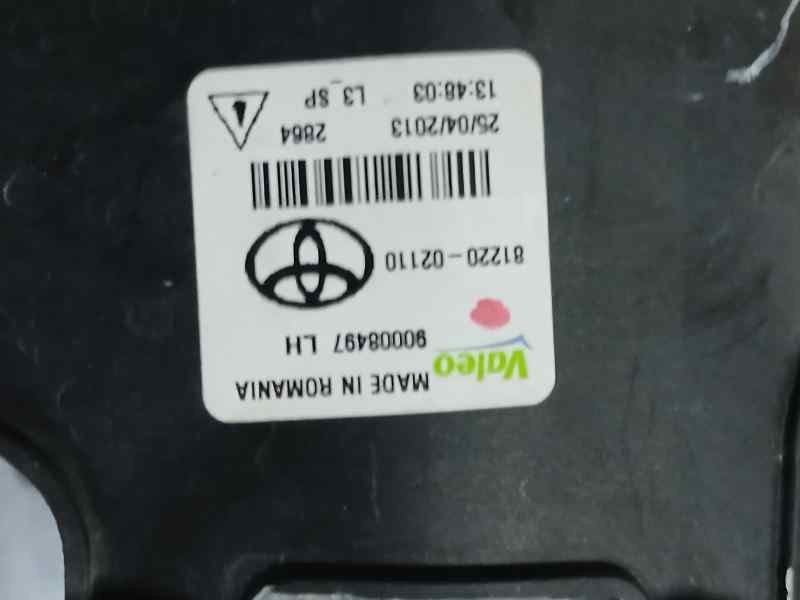 Valeo MADE IN ROMANIA
90008497 LH
81220-02110
25/04/2013 2864
13:48:03 L3_SP